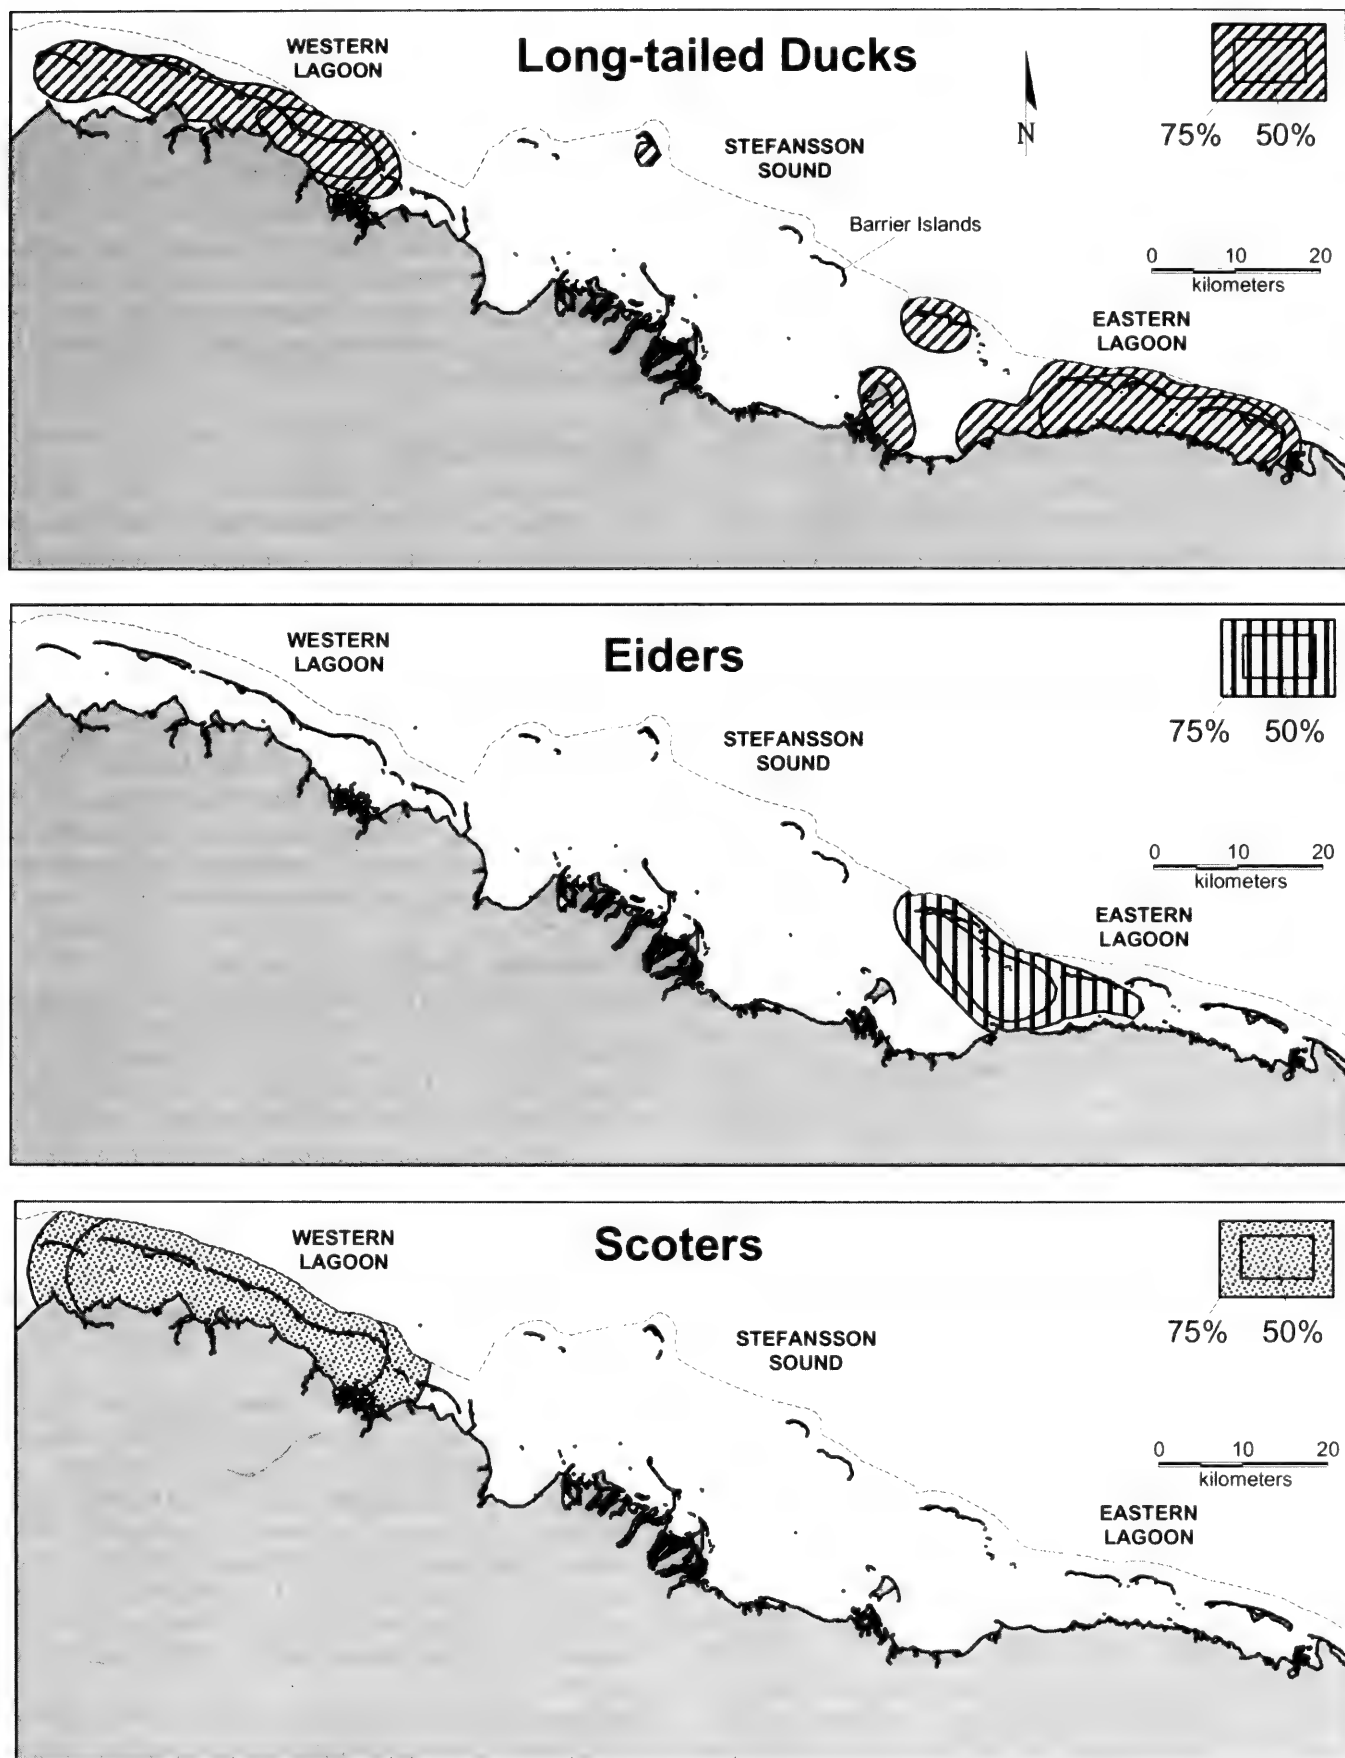 Long-tailed Ducks
WESTERN
LAGOON
N
75% 50%
STEFANSSON
SOUND
Barrier Islands
0 10 20
kilometers
EASTERN
LAGOON
Eiders
WESTERN
LAGOON
75% 50%
STEFANSSON
SOUND
0 10 20
kilometers
EASTERN
LAGOON
Scoters
WESTERN
LAGOON
75% 50%
STEFANSSON
SOUND
0 10 20
kilometers
EASTERN
LAGOON